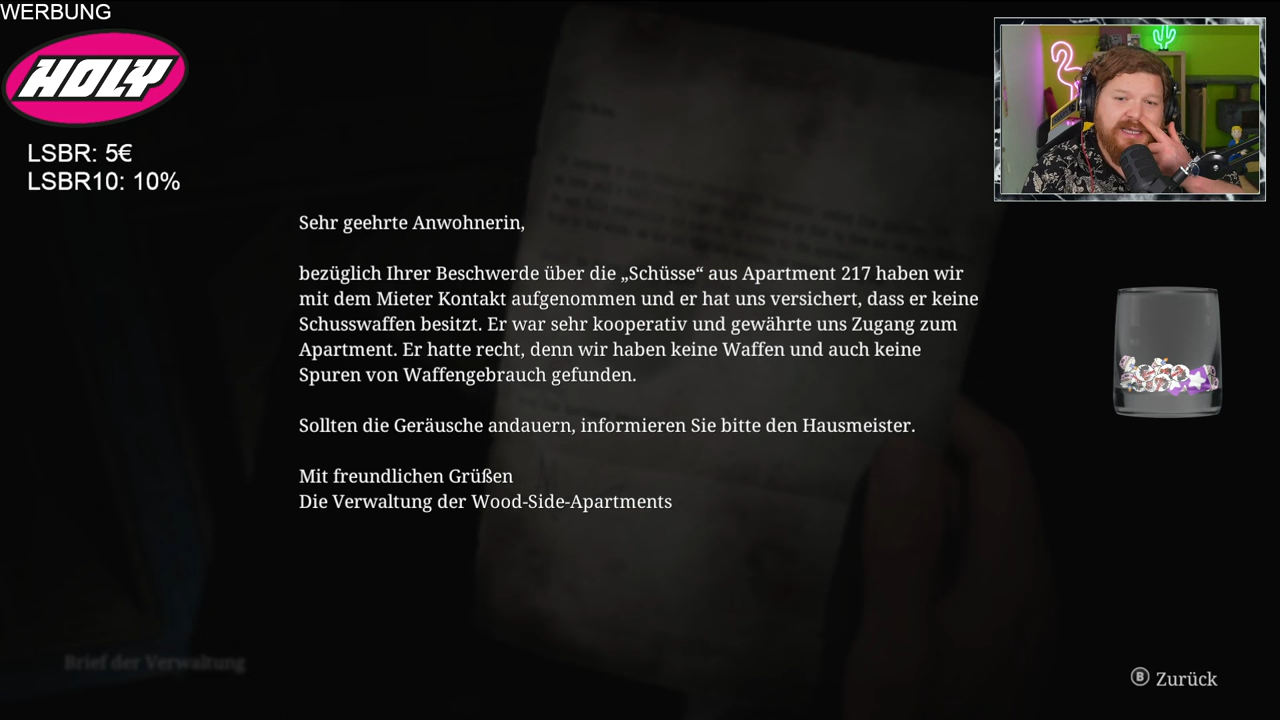 WERBUNG
HOLY
LSBR: 5€
LSBR10: 10%
Sehr geehrte Anwohnerin,
bezüglich Ihrer Beschwerde über die „Schüsse“ aus Apartment 217 haben wir
mit dem Mieter Kontakt aufgenommen und er hat uns versichert, dass er keine
Schusswaffen besitzt. Er war sehr kooperativ und gewährte uns Zugang zum
Apartment. Er hatte recht, denn wir haben keine Waffen und auch keine
Spuren von Waffengebrauch gefunden.
Sollten die Geräusche andauern, informieren Sie bitte den Hausmeister.
Mit freundlichen Grüßen
Die Verwaltung der Wood-Side-Apartments
Brief der Verwaltung
B Zurück